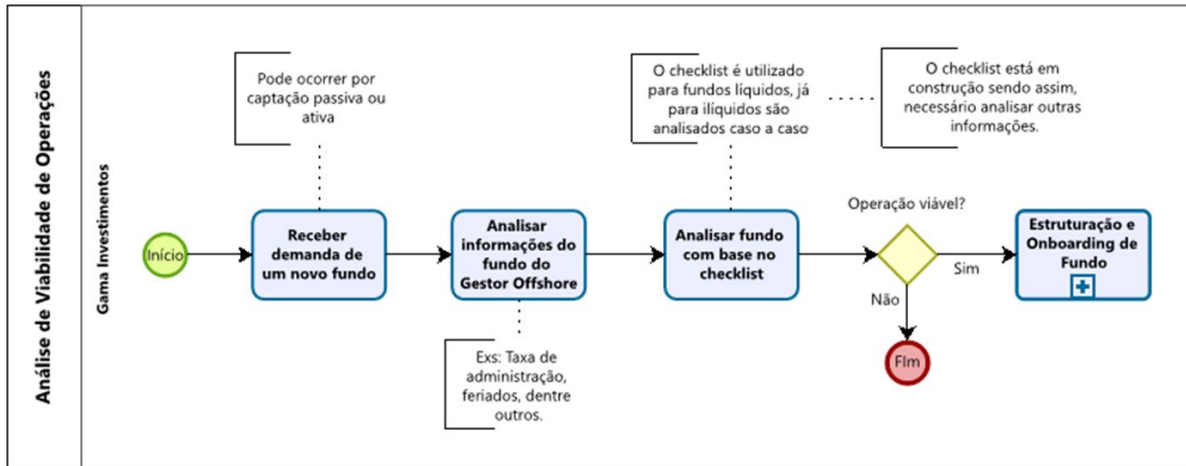 Análise de Viabilidade de Operações
Gama Investimentos
Pode ocorrer por
captação passiva ou
ativa
O checklist é utilizado
para fundos líquidos, já
para ilíquidos são
analisados caso a caso
O checklist está em
construção sendo assim,
necessário analisar outras
informações.
Início
Receber
demanda de
um novo fundo
Analisar
informações do
fundo do
Gestor Offshore
Analisar fundo
com base no
checklist
Operação viável?
Sim
Não
Estruturação e
Onboarding de
Fundo
FIm
Exs: Taxa de
administração,
feriados, dentre
outros.